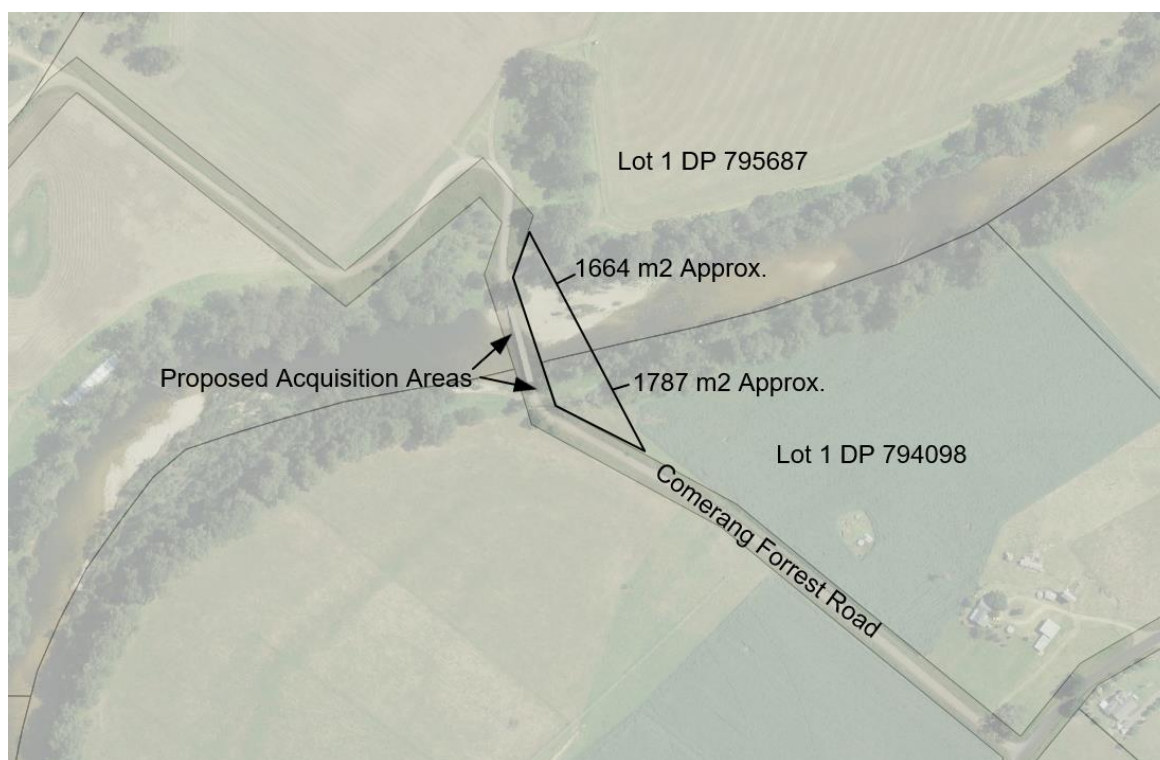 Lot 1 DP 795687
1664 m2 Approx.
Proposed Acquisition Areas
1787 m2 Approx.
Lot 1 DP 794098
Comerang Forrest Road